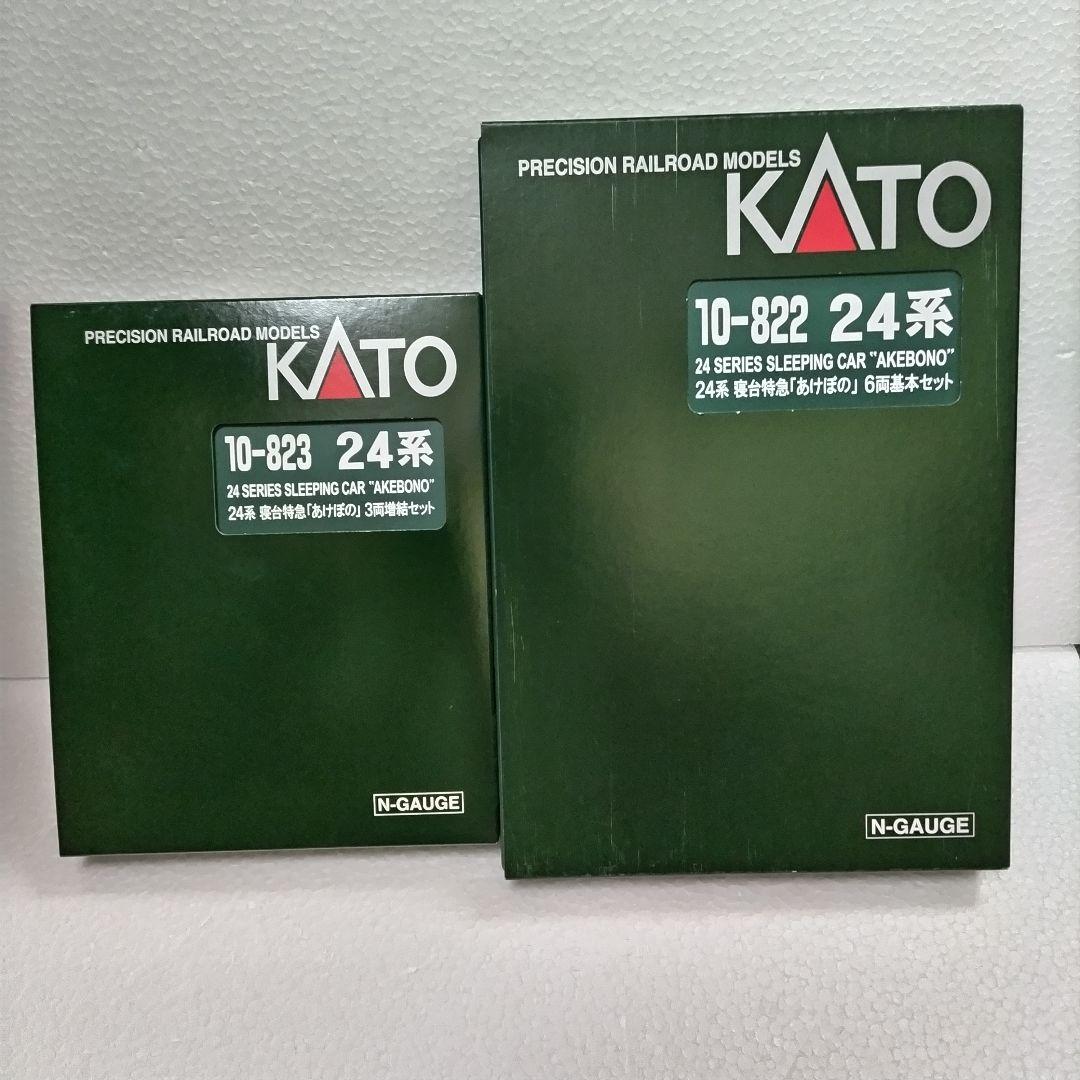 PRECISION RAILROAD MODELS
KATO
10-823 24系
24 SERIES SLEEPING CAR "AKEBONO"
24系 寝台特急「あけぼの」 3両増結セット
N-GAUGE
PRECISION RAILROAD MODELS
KATO
10-822 24系
24 SERIES SLEEPING CAR "AKEBONO"
24系 寝台特急「あけぼの」 6両基本セット
N-GAUGE